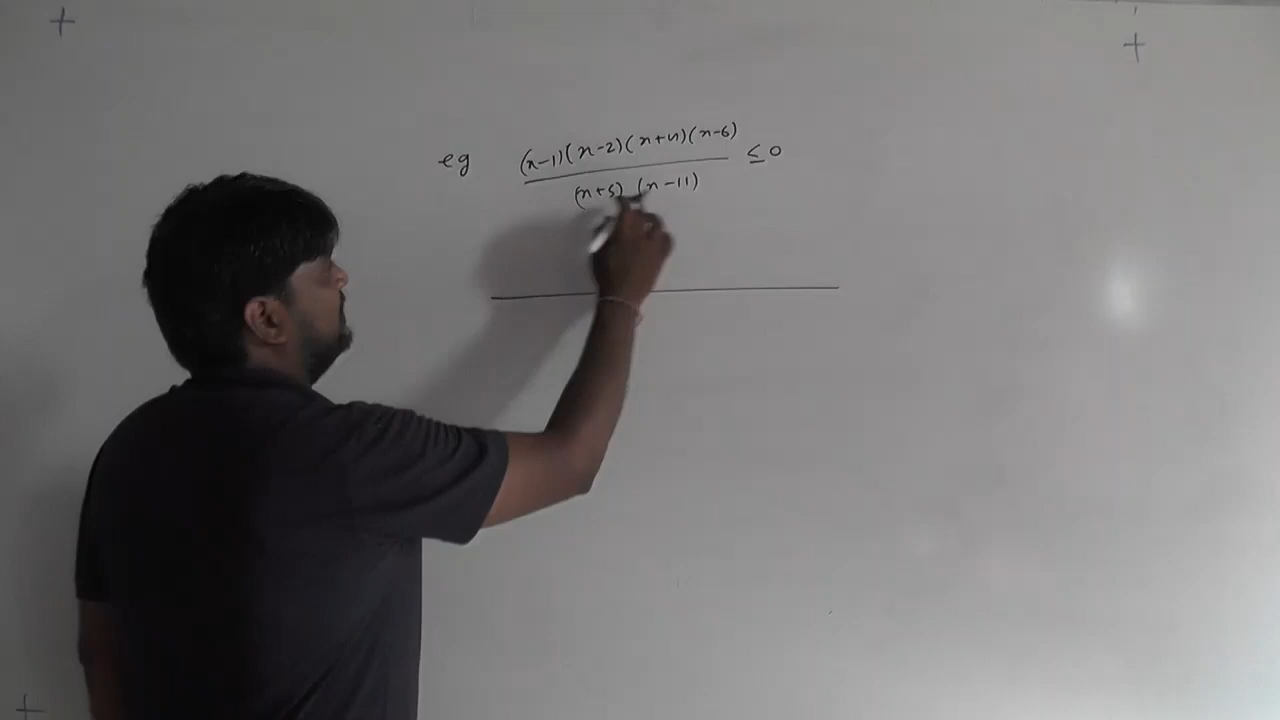 eg (x-1)(x-2)(x+4)(x-6) / (x+5) (x-11) ≤ 0